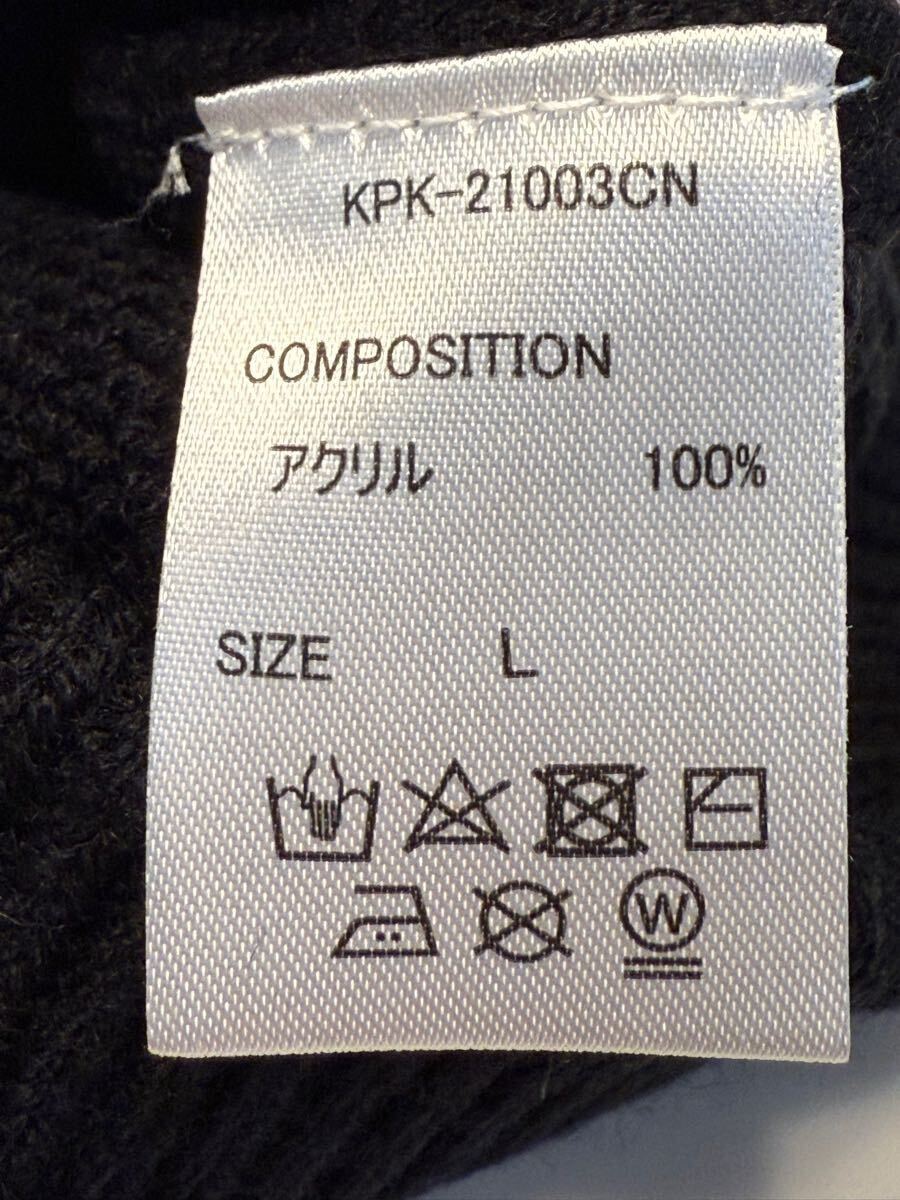 KPK-21003CN
COMPOSITION
アクリル 100%
SIZE L
W